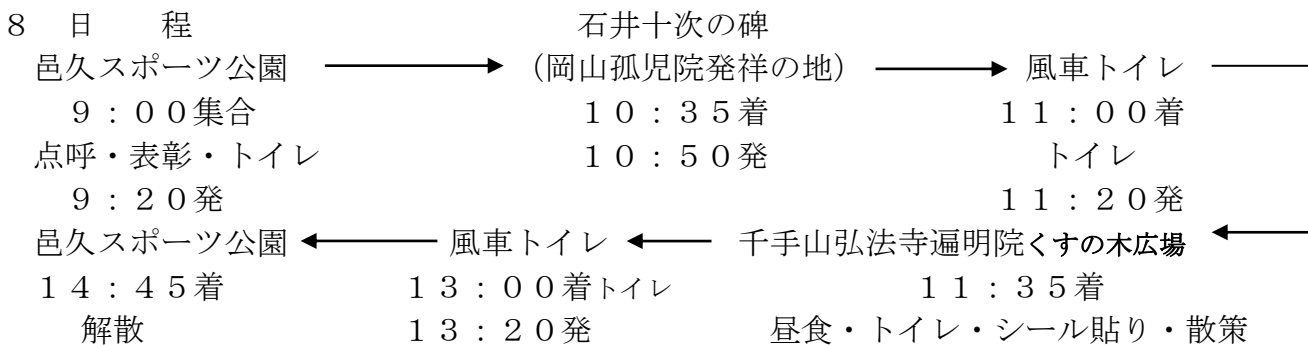 ８　日　　程　　　　　　　　　　　　石井十次の碑
邑久スポーツ公園　（岡山孤児院発祥の地）　風車トイレ
９：００集合　１０：３５着　１１：００着
点呼・表彰・トイレ　１０：５０発　トイレ
９：２０発　１１：２０発
邑久スポーツ公園　風車トイレ　千手山弘法寺遍明院くすの木広場
１４：４５着　１３：００着トイレ　１１：３５着
解散　１３：２０発　昼食・トイレ・シール貼り・散策